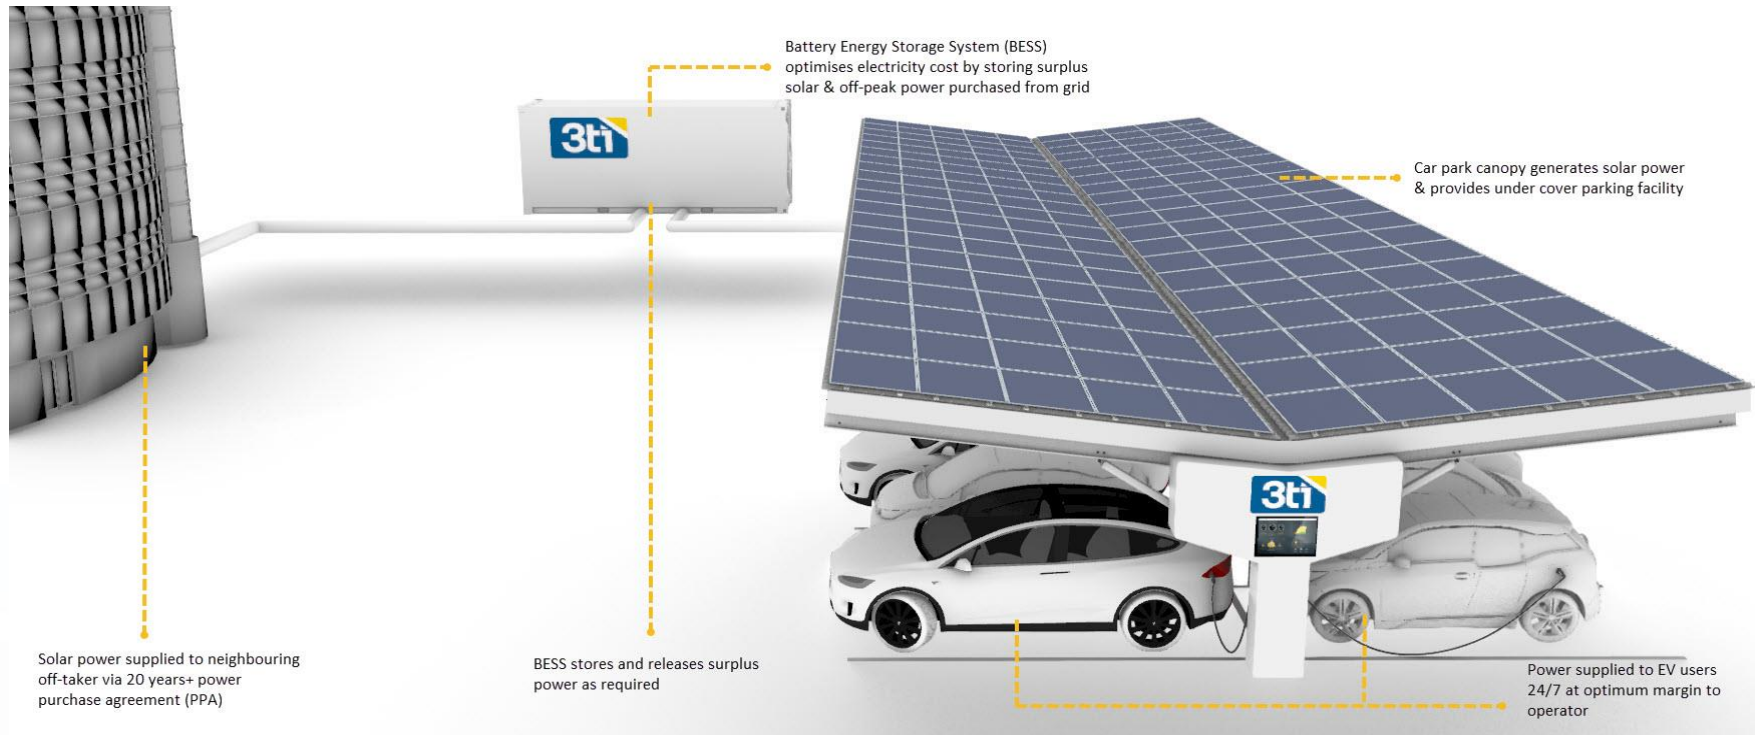 Battery Energy Storage System (BESS)
optimises electricity cost by storing surplus
solar & off-peak power purchased from grid
3ti
Car park canopy generates solar power
& provides under cover parking facility
3ti
Solar power supplied to neighbouring
off-taker via 20 years+ power
purchase agreement (PPA)
BESS stores and releases surplus
power as required
Power supplied to EV users
24/7 at optimum margin to
operator